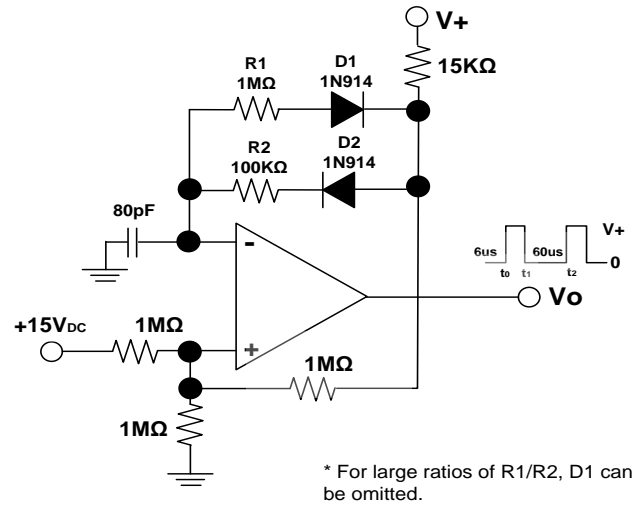 V+
15KΩ
R1
1MΩ
D1
1N914
R2
100KΩ
D2
1N914
80pF
-
+
+15VDC
1MΩ
1MΩ
1MΩ
6us
60us
V+
0
t0
t1
t2
Vo
* For large ratios of R1/R2, D1 can
be omitted.